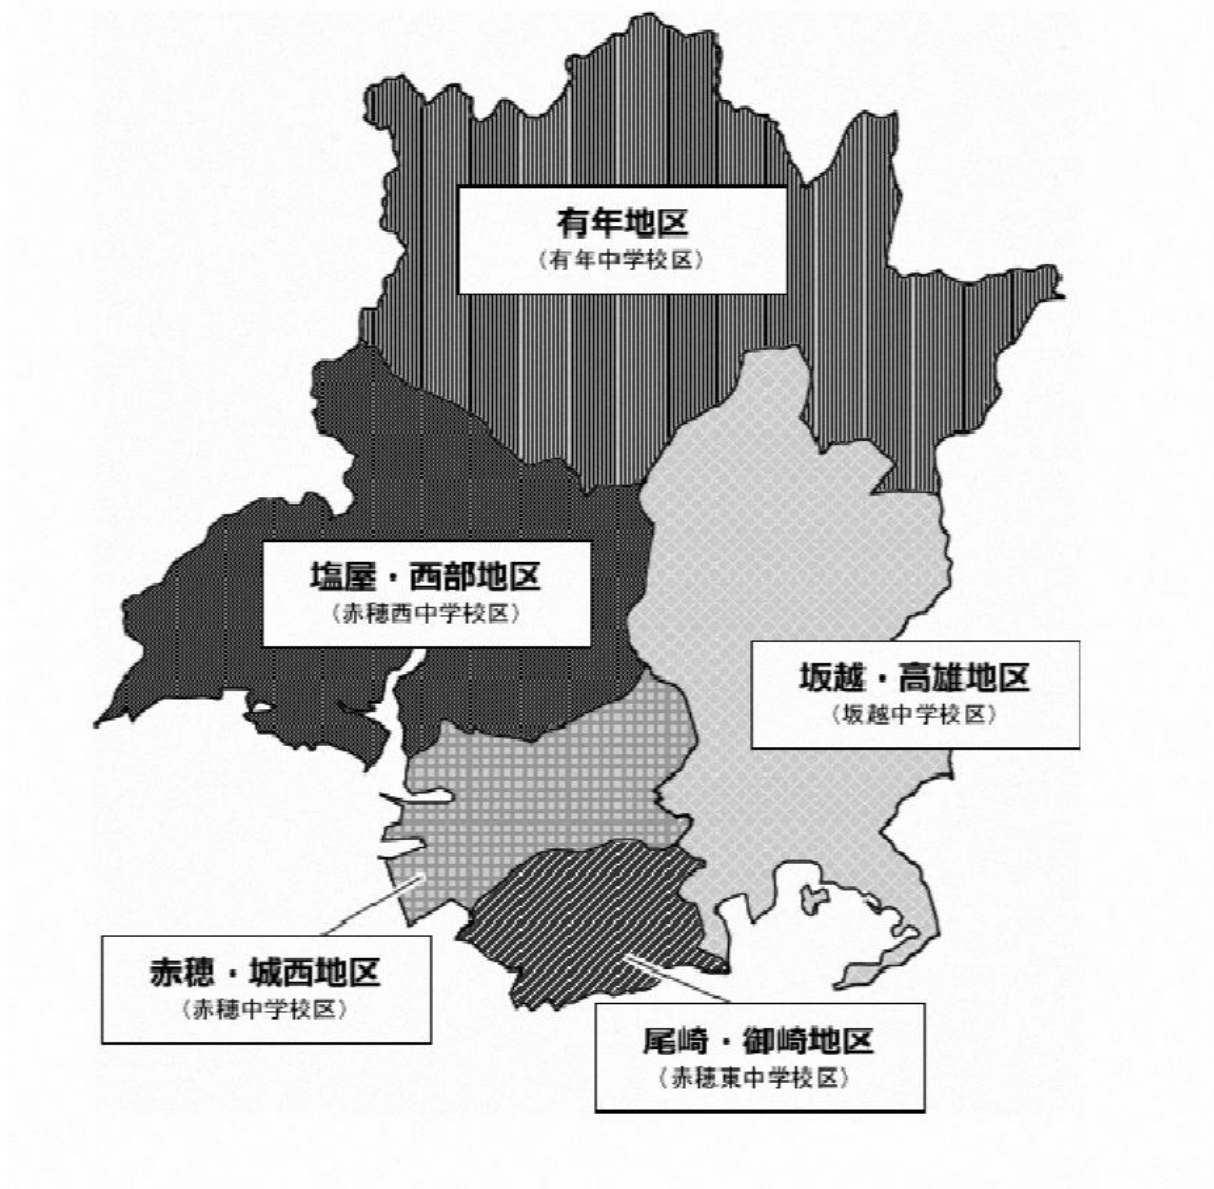 有年地区
（有年中学校区）
塩屋・西部地区
（赤穂西中学校区）
坂越・高雄地区
（坂越中学校区）
赤穂・城西地区
（赤穂中学校区）
尾崎・御崎地区
（赤穂東中学校区）